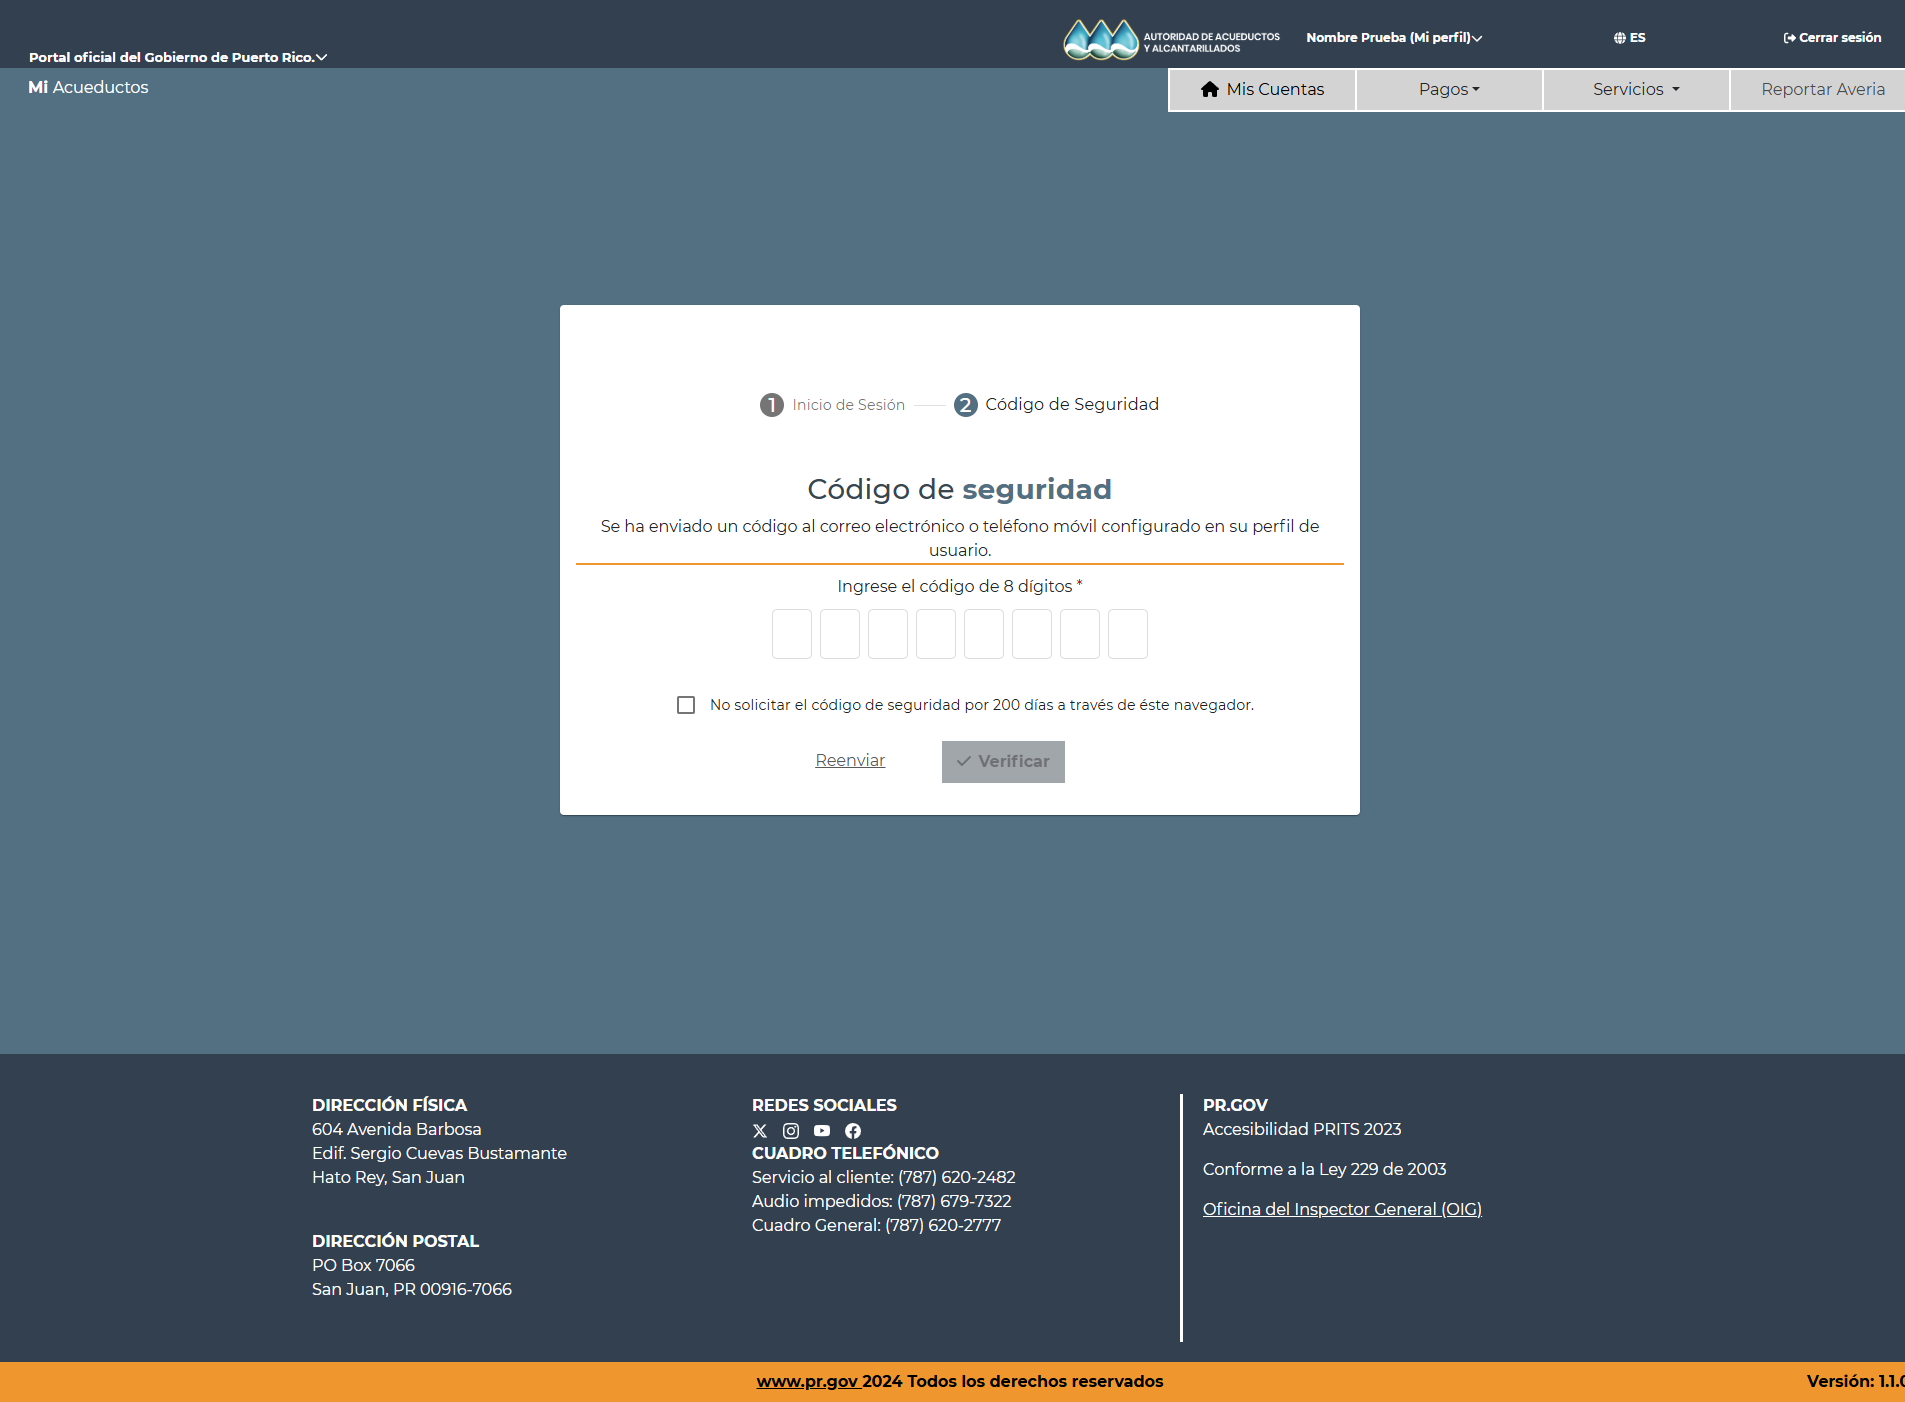 Portal oficial del Gobierno de Puerto Rico.
AUTORIDAD DE ACUEDUCTOS
Y ALCANTARILLADOS
Nombre Prueba (Mi perfil)
ES
Cerrar sesión
Mi Acueductos
Mis Cuentas
Pagos
Servicios
Reportar Averia
1 Inicio de Sesión
2 Código de Seguridad
Código de seguridad
Se ha enviado un código al correo electrónico o teléfono móvil configurado en su perfil de
usuario.
Ingrese el código de 8 dígitos *
No solicitar el código de seguridad por 200 días a través de éste navegador.
Reenviar
Verificar
DIRECCIÓN FÍSICA
604 Avenida Barbosa
Edif. Sergio Cuevas Bustamante
Hato Rey, San Juan
DIRECCIÓN POSTAL
PO Box 7066
San Juan, PR 00916-7066
REDES SOCIALES
CUADRO TELEFÓNICO
Servicio al cliente: (787) 620-2482
Audio impedidos: (787) 679-7322
Cuadro General: (787) 620-2777
PR.GOV
Accesibilidad PRITS 2023
Conforme a la Ley 229 de 2003
Oficina del Inspector General (OIG)
www.pr.gov 2024 Todos los derechos reservados
Versión: 1.1.0